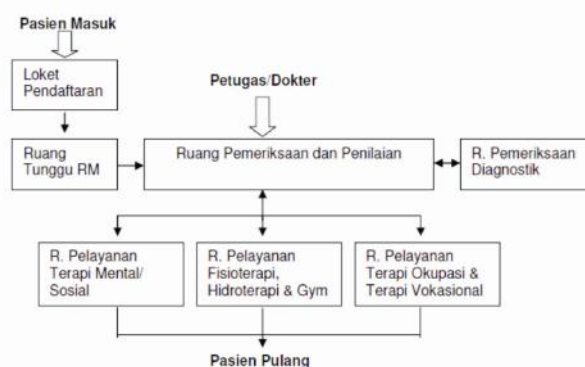 Pasien Masuk
Loket
Pendaftaran
Petugas/Dokter
Ruang
Tunggu RM
Ruang Pemeriksaan dan Penilaian
R. Pemeriksaan
Diagnostik
R. Pelayanan
Terapi Mental/
Sosial
R. Pelayanan
Fisioterapi,
Hidroterapi & Gym
R. Pelayanan
Terapi Okupasi &
Terapi Vokasional
Pasien Pulang